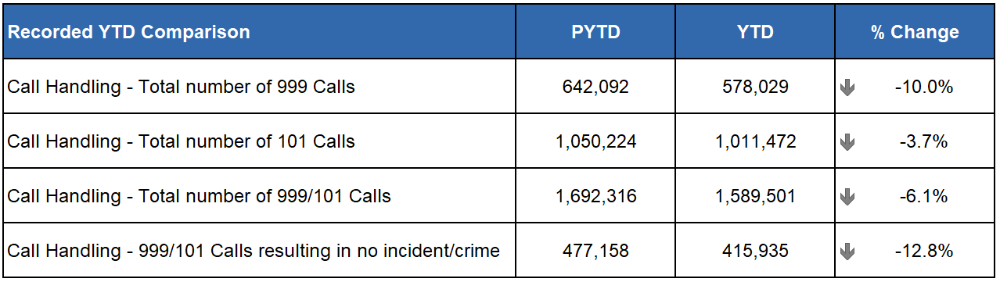 Recorded YTD Comparison PYTD YTD % Change
Call Handling - Total number of 999 Calls 642,092 578,029 -10.0%
Call Handling - Total number of 101 Calls 1,050,224 1,011,472 -3.7%
Call Handling - Total number of 999/101 Calls 1,692,316 1,589,501 -6.1%
Call Handling - 999/101 Calls resulting in no incident/crime 477,158 415,935 -12.8%